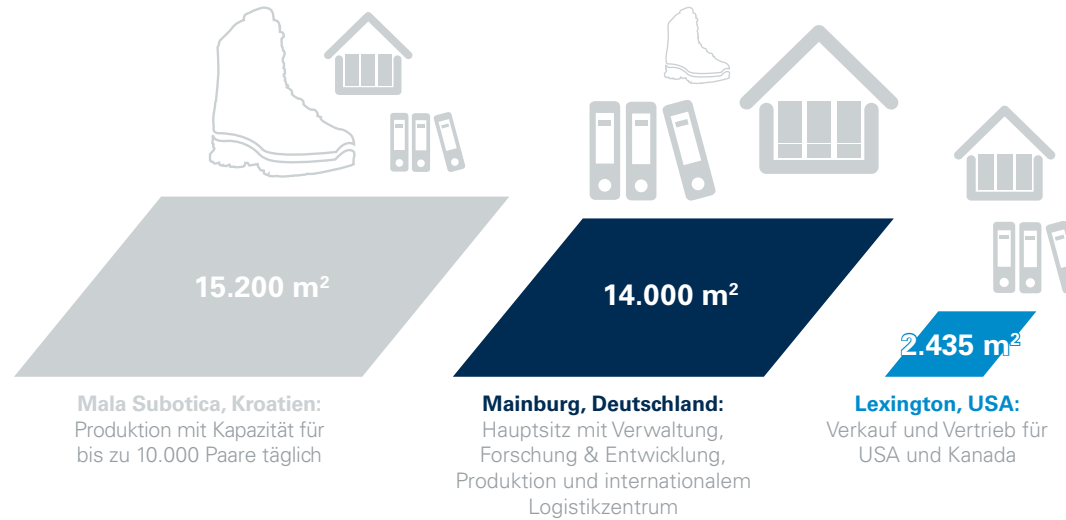 15.200 m²
14.000 m²
2.435 m²
Mala Subotica, Kroatien:
Produktion mit Kapazität für
bis zu 10.000 Paare täglich
Mainburg, Deutschland:
Hauptsitz mit Verwaltung,
Forschung & Entwicklung,
Produktion und internationalem
Logistikzentrum
Lexington, USA:
Verkauf und Vertrieb für
USA und Kanada